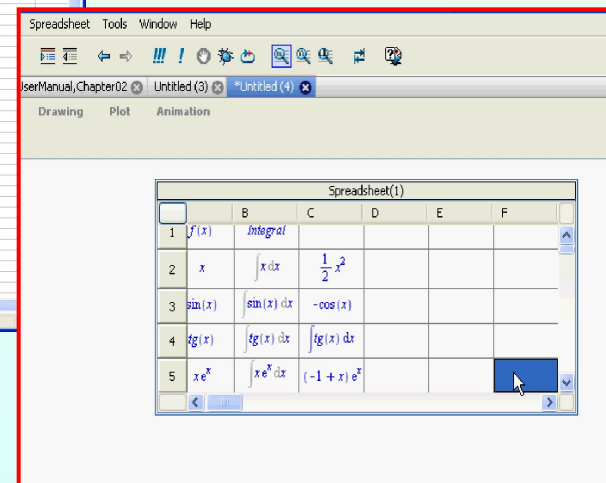 Spreadsheet Tools Window Help
UserManual,Chapter02 Untitled (3) *Untitled (4)
Drawing Plot Animation
Spreadsheet(1)
B C D E F
1 f(x) Integral
2 x ∫x dx 1/2 x²
3 sin(x) ∫sin(x) dx -cos(x)
4 tg(x) ∫tg(x) dx ∫tg(x) dx
5 x eˣ ∫x eˣ dx (-1 + x) eˣ